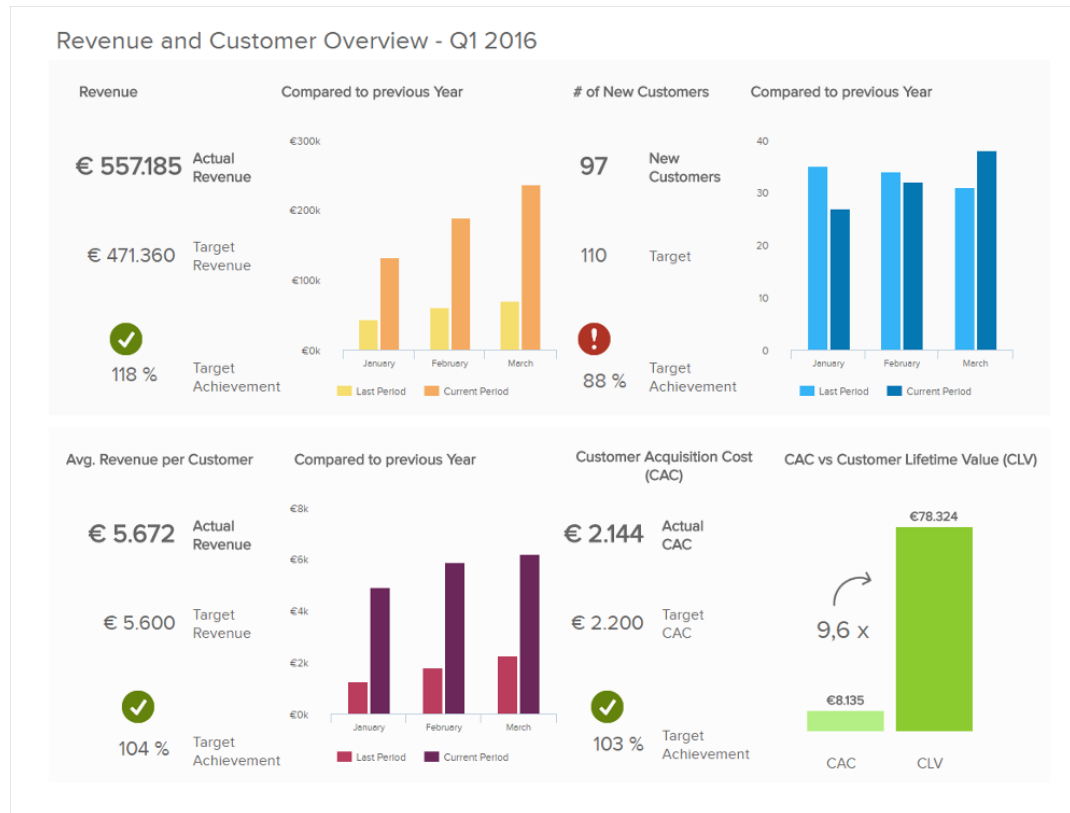 Revenue and Customer Overview - Q1 2016
Revenue
€ 557.185
Actual
Revenue
€ 471.360
Target
Revenue
118 %
Target
Achievement
Compared to previous Year
€300k
€200k
€100k
€0k
January
February
March
Last Period
Current Period
# of New Customers
97
New
Customers
110
Target
88 %
Target
Achievement
Compared to previous Year
40
30
20
10
0
January
February
March
Last Period
Current Period
Avg. Revenue per Customer
€ 5.672
Actual
Revenue
€ 5.600
Target
Revenue
104 %
Target
Achievement
Compared to previous Year
€8k
€6k
€4k
€2k
€0k
January
February
March
Last Period
Current Period
Customer Acquisition Cost
(CAC)
€ 2.144
Actual
CAC
€ 2.200
Target
CAC
103 %
Target
Achievement
CAC vs Customer Lifetime Value (CLV)
€78.324
9,6 x
€8.135
CAC
CLV